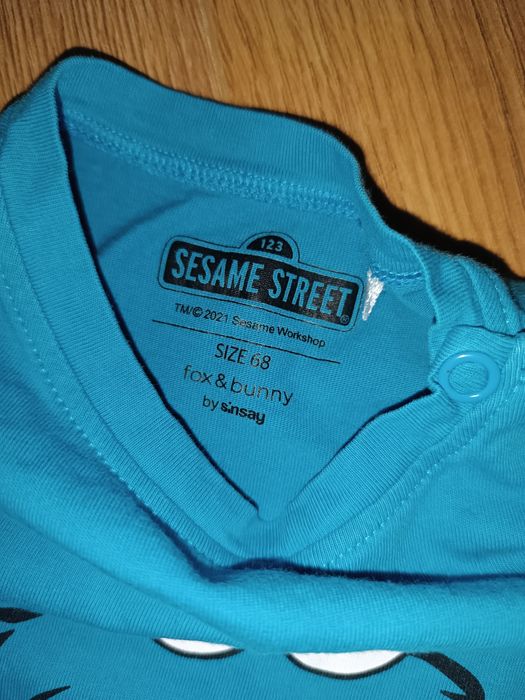 123
SESAME STREET®
TM/© 2021 Sesame Workshop
SIZE 68
fox & bunny
by sinsay